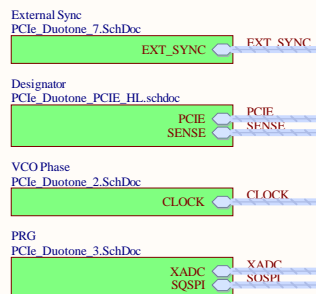 External Sync
PCIe_Duotone_7.SchDoc
EXT_SYNC EXT_SYNC
Designator
PCIe_Duotone_PCIE_HL.schdoc
PCIE PCIE
SENSE SENSE
VCO Phase
PCIe_Duotone_2.SchDoc
CLOCK CLOCK
PRG
PCIe_Duotone_3.SchDoc
XADC XADC
SQSPI SQSPI